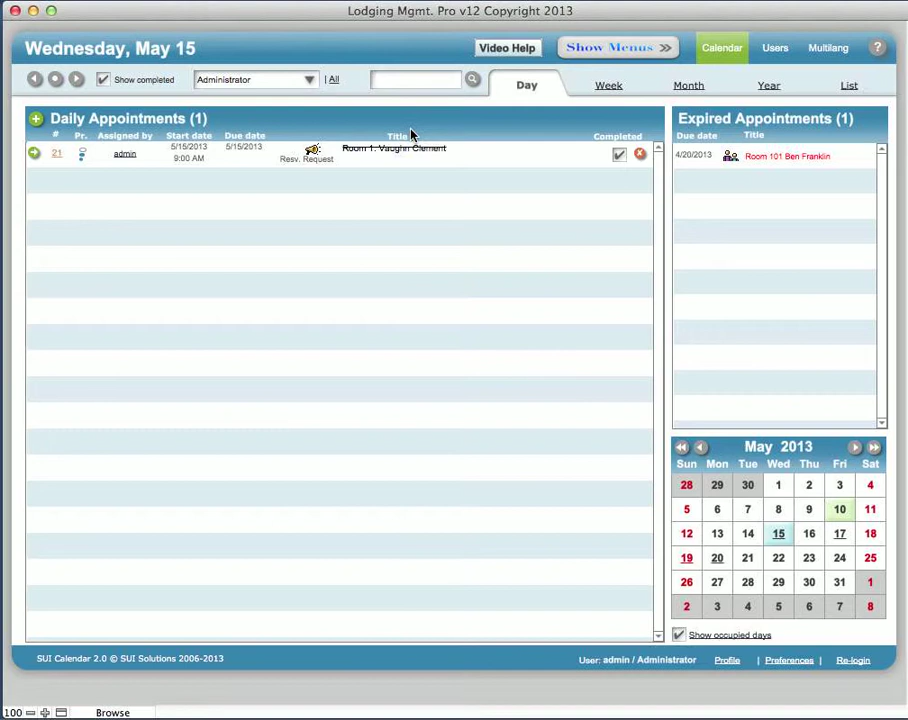 Lodging Mgmt. Pro v12 Copyright 2013
Wednesday, May 15
Video Help
Show Menus >>
Calendar
Users
Multilang
?
Show completed
Administrator
| All
Day
Week
Month
Year
List
Daily Appointments (1)
# Pr. Assigned by Start date Due date Title Completed
21 admin 5/15/2013 9:00 AM 5/15/2013 Resv. Request Room 1: Vaughn Clement
Expired Appointments (1)
Due date Title
4/20/2013 Room 101 Ben Franklin
May 2013
Sun Mon Tue Wed Thu Fri Sat
28 29 30 1 2 3 4
5 6 7 8 9 10 11
12 13 14 15 16 17 18
19 20 21 22 23 24 25
26 27 28 29 30 31 1
2 3 4 5 6 7 8
Show occupied days
SUI Calendar 2.0 © SUI Solutions 2006-2013
User: admin / Administrator Profile | Preferences | Re-login
100 Browse